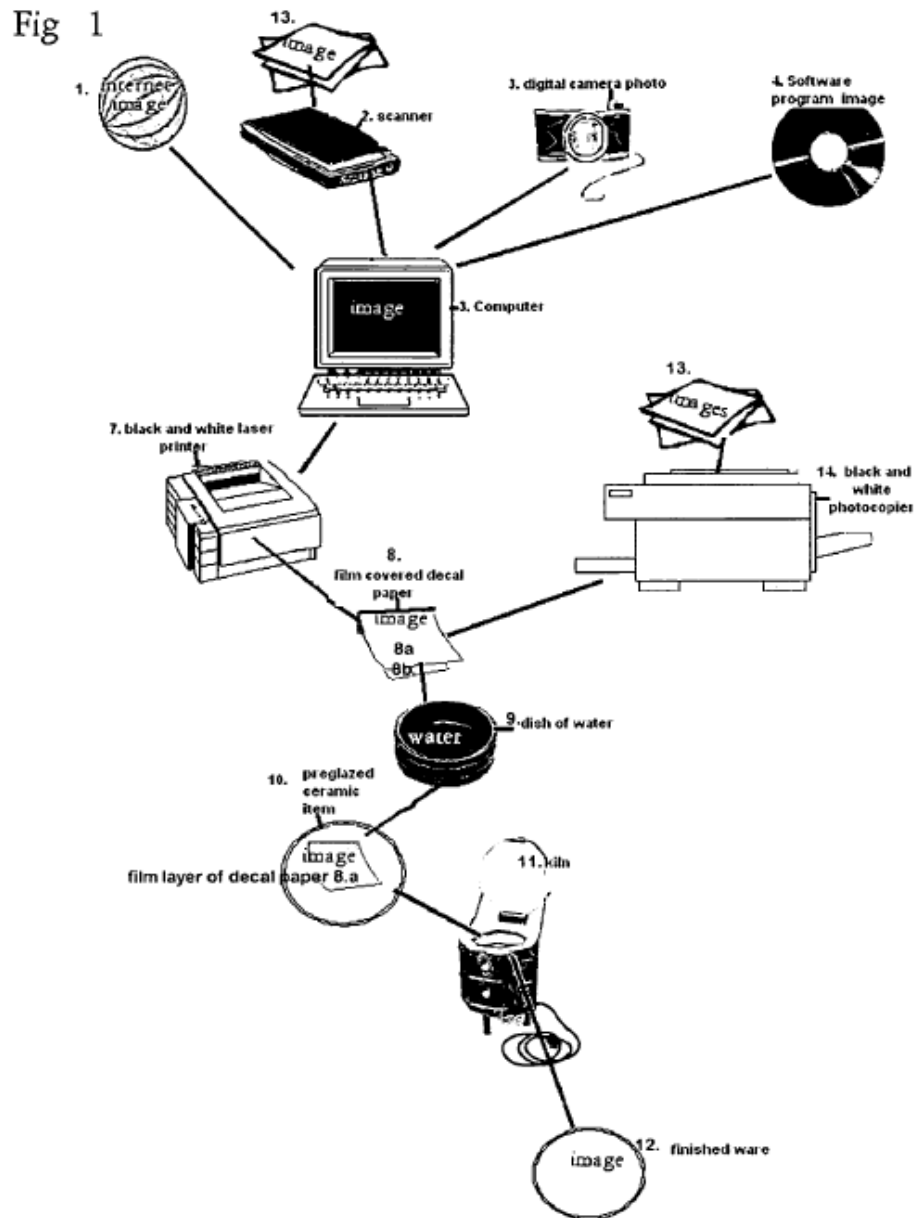 Fig 1
13.
image
1.
internet
image
2. scanner
3. digital camera photo
4. Software
program image
image
3. Computer
13.
images
7. black and white laser
printer
14. black and
white
photocopier
8.
film covered decal
paper
image
8a
8b
9. dish of water
water
10. preglazed
ceramic
item
image
film layer of decal paper 8.a
11. kiln
12. finished ware
image